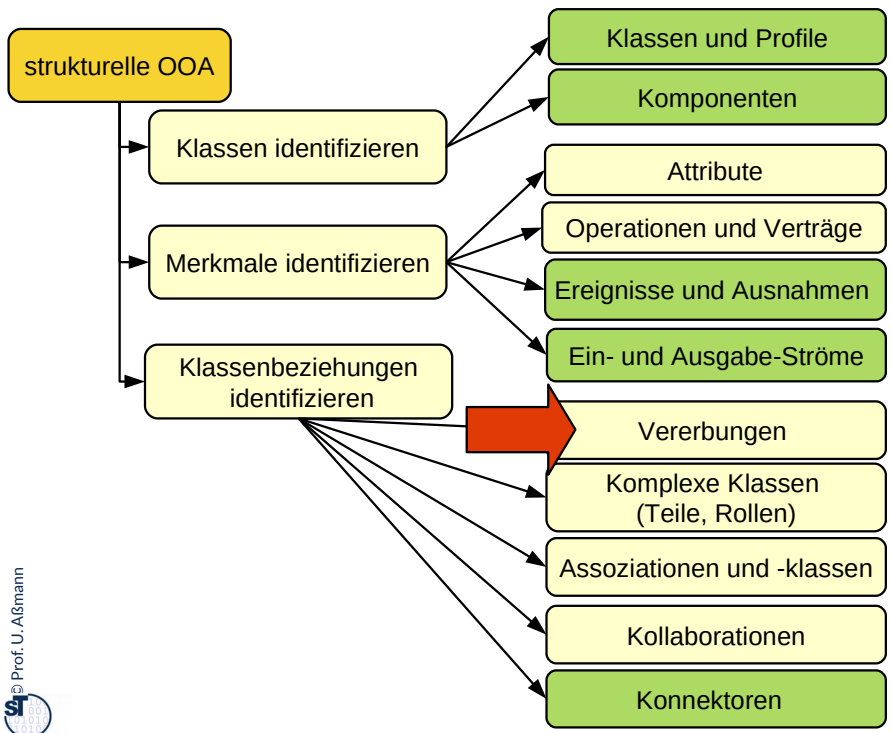 strukturelle OOA
Klassen identifizieren
Klassen und Profile
Komponenten
Merkmale identifizieren
Attribute
Operationen und Verträge
Ereignisse und Ausnahmen
Ein- und Ausgabe-Ströme
Klassenbeziehungen
identifizieren
Vererbungen
Komplexe Klassen
(Teile, Rollen)
Assoziationen und -klassen
Kollaborationen
Konnektoren
© Prof. U. Aßmann
ST